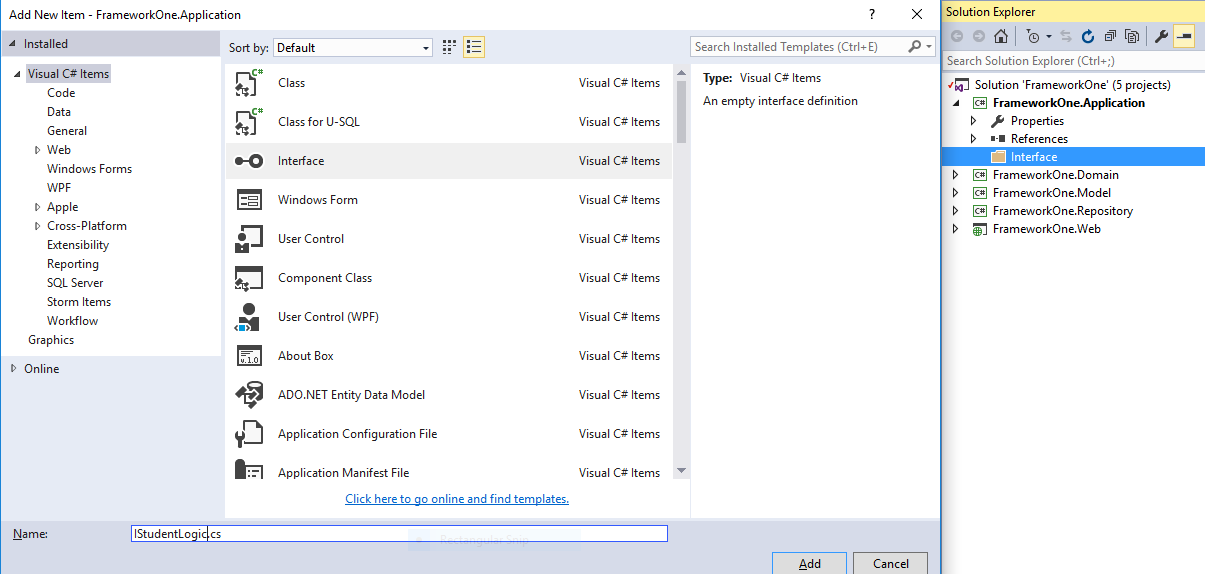 Add New Item - FrameworkOne.Application
?
Installed
Visual C# Items
Code
Data
General
Web
Windows Forms
WPF
Apple
Cross-Platform
Extensibility
Reporting
SQL Server
Storm Items
Workflow
Graphics
Online
Sort by: Default
Class Visual C# Items
Class for U-SQL Visual C# Items
Interface Visual C# Items
Windows Form Visual C# Items
User Control Visual C# Items
Component Class Visual C# Items
User Control (WPF) Visual C# Items
About Box Visual C# Items
ADO.NET Entity Data Model Visual C# Items
Application Configuration File Visual C# Items
Application Manifest File Visual C# Items
Click here to go online and find templates.
Search Installed Templates (Ctrl+E)
Type: Visual C# Items
An empty interface definition
Name: IStudentLogic.cs
Rectangular Snip
Add Cancel
Solution Explorer
Search Solution Explorer (Ctrl+;)
Solution 'FrameworkOne' (5 projects)
C# FrameworkOne.Application
Properties
References
Interface
C# FrameworkOne.Domain
C# FrameworkOne.Model
C# FrameworkOne.Repository
FrameworkOne.Web